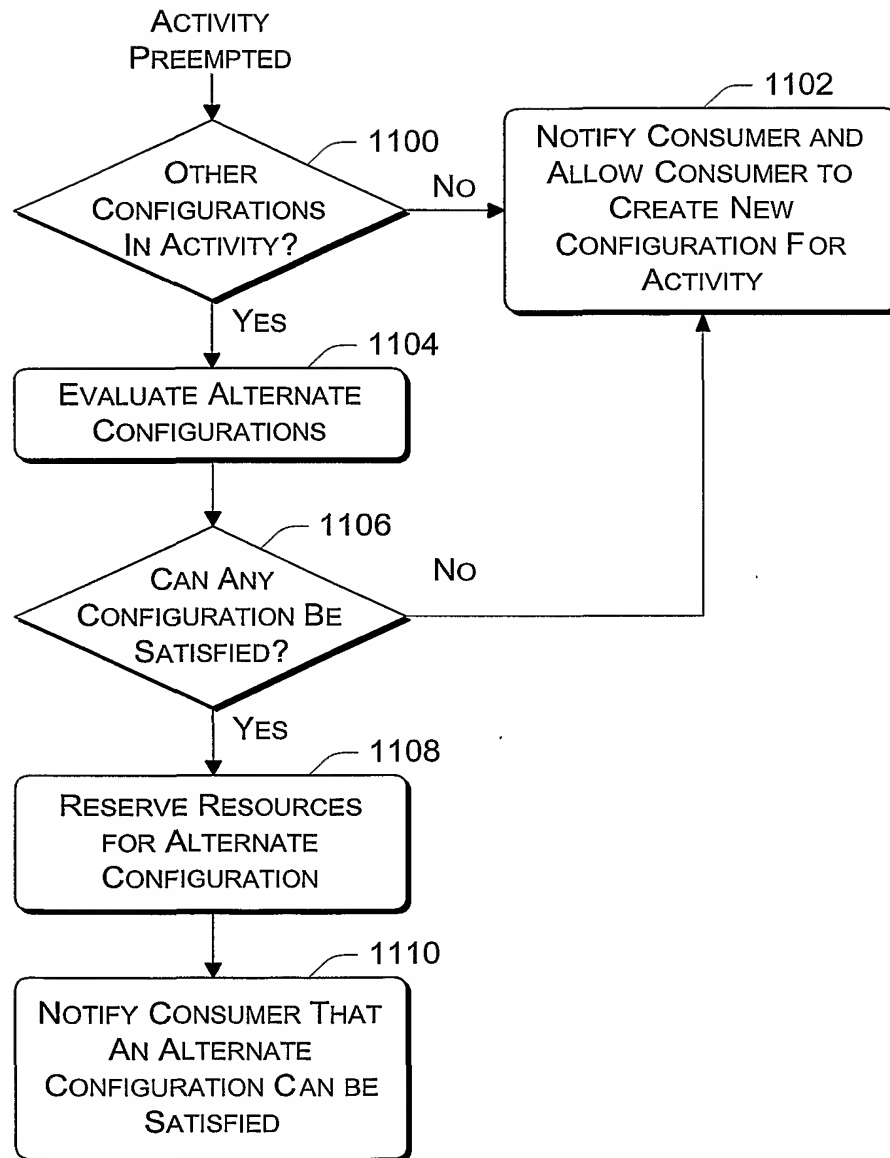 ACTIVITY
PREEMPTED
1100
OTHER
CONFIGURATIONS
IN ACTIVITY?
NO
1102
NOTIFY CONSUMER AND
ALLOW CONSUMER TO
CREATE NEW
CONFIGURATION FOR
ACTIVITY
YES
1104
EVALUATE ALTERNATE
CONFIGURATIONS
1106
CAN ANY
CONFIGURATION BE
SATISFIED?
NO
YES
1108
RESERVE RESOURCES
FOR ALTERNATE
CONFIGURATION
1110
NOTIFY CONSUMER THAT
AN ALTERNATE
CONFIGURATION CAN BE
SATISFIED